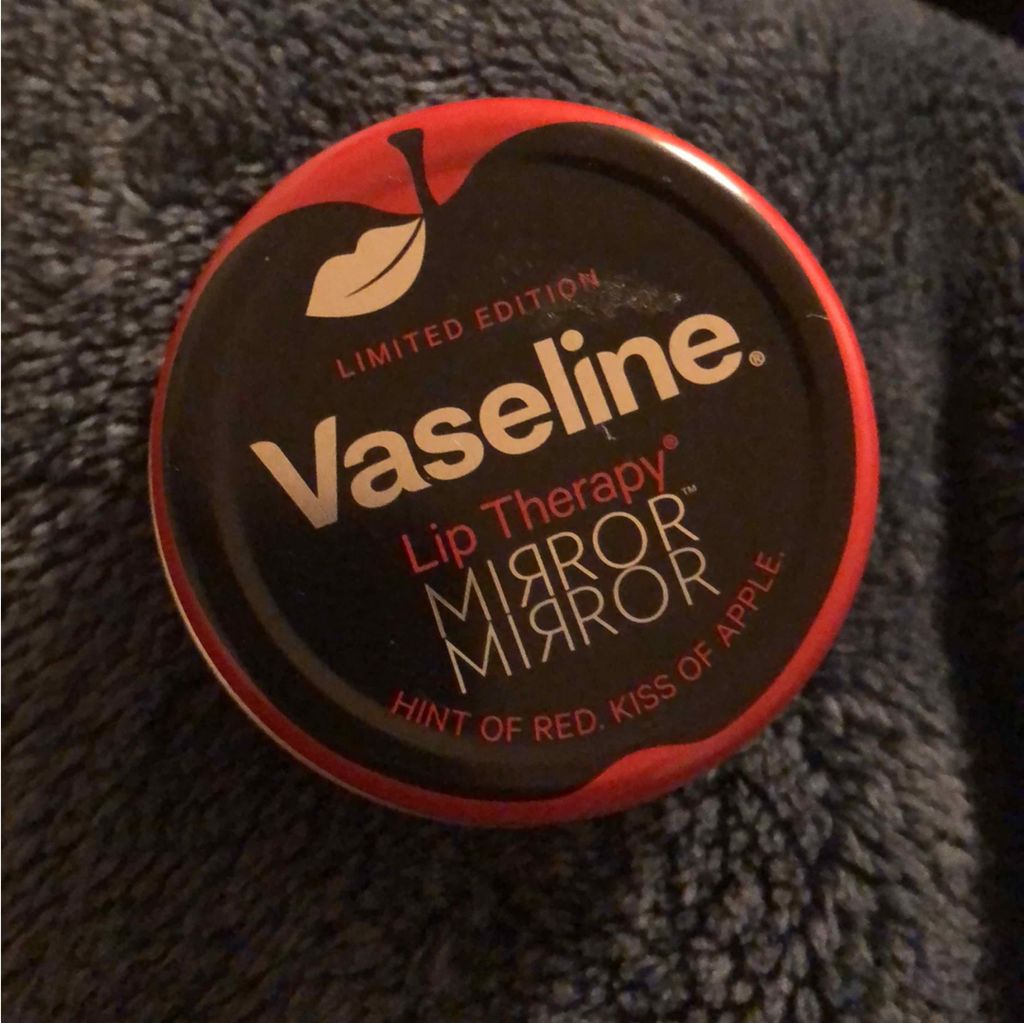 LIMITED EDITION
Vaseline®
Lip Therapy®
MIЯROR™
MIЯROR
HINT OF RED. KISS OF APPLE.